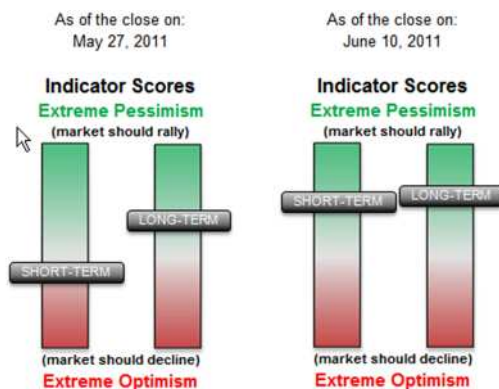 As of the close on:
May 27, 2011
Indicator Scores
Extreme Pessimism
(market should rally)
LONG-TERM
SHORT-TERM
(market should decline)
Extreme Optimism
As of the close on:
June 10, 2011
Indicator Scores
Extreme Pessimism
(market should rally)
SHORT-TERM
LONG-TERM
(market should decline)
Extreme Optimism